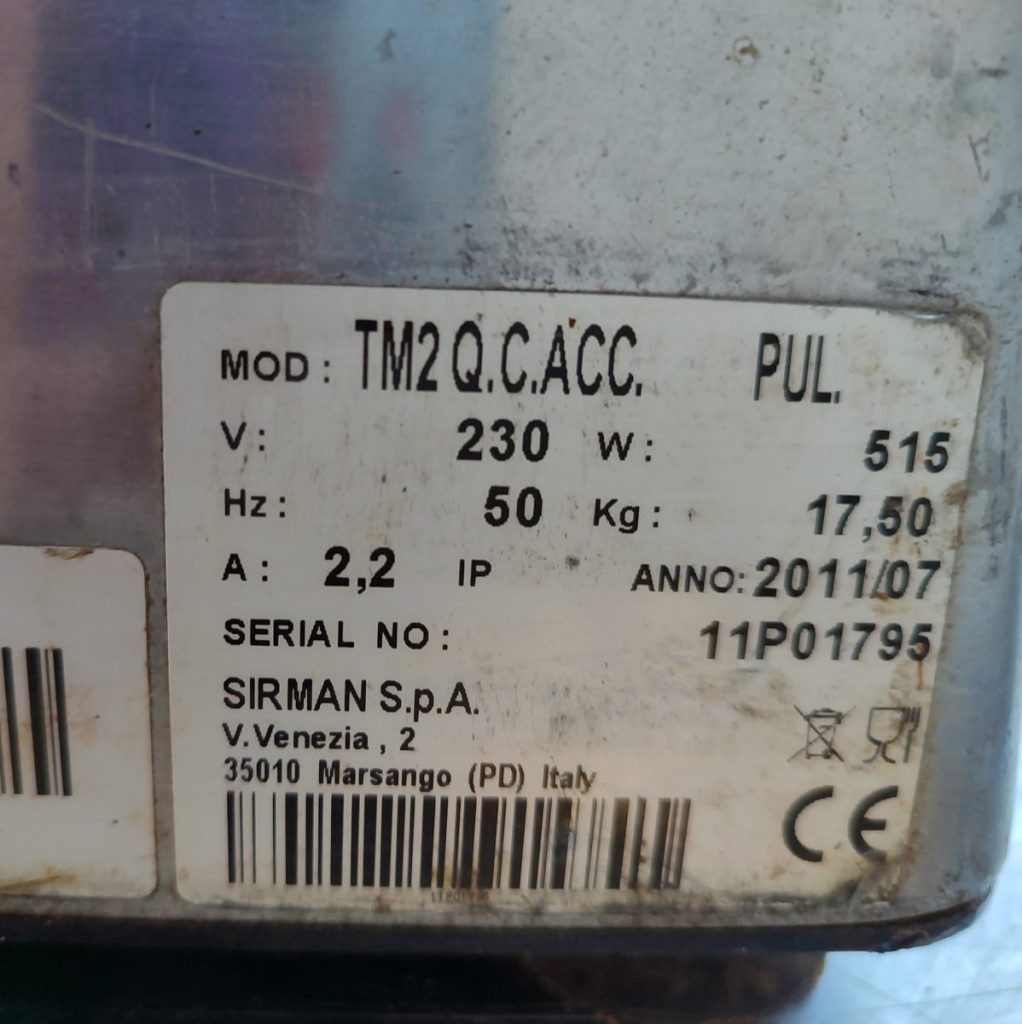 MOD : TM2 Q.C.ACC. PUL.
V : 230 W : 515
Hz : 50 Kg : 17,50
A : 2,2 IP ANNO: 2011/07
SERIAL NO : 11P01795
SIRMAN S.p.A.
V.Venezia , 2
35010 Marsango (PD) Italy
CE